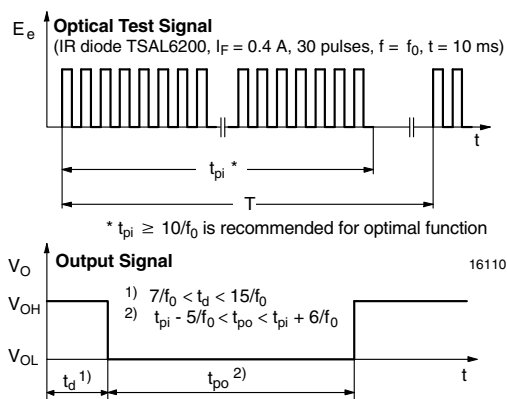 E_e Optical Test Signal
(IR diode TSAL6200, I_F = 0.4 A, 30 pulses, f = f_0, t = 10 ms)
t
t_pi *
T
* t_pi ≥ 10/f_0 is recommended for optimal function
V_O Output Signal 16110
V_OH
1) 7/f_0 < t_d < 15/f_0
2) t_pi - 5/f_0 < t_po < t_pi + 6/f_0
V_OL
t_d 1) t_po 2) t